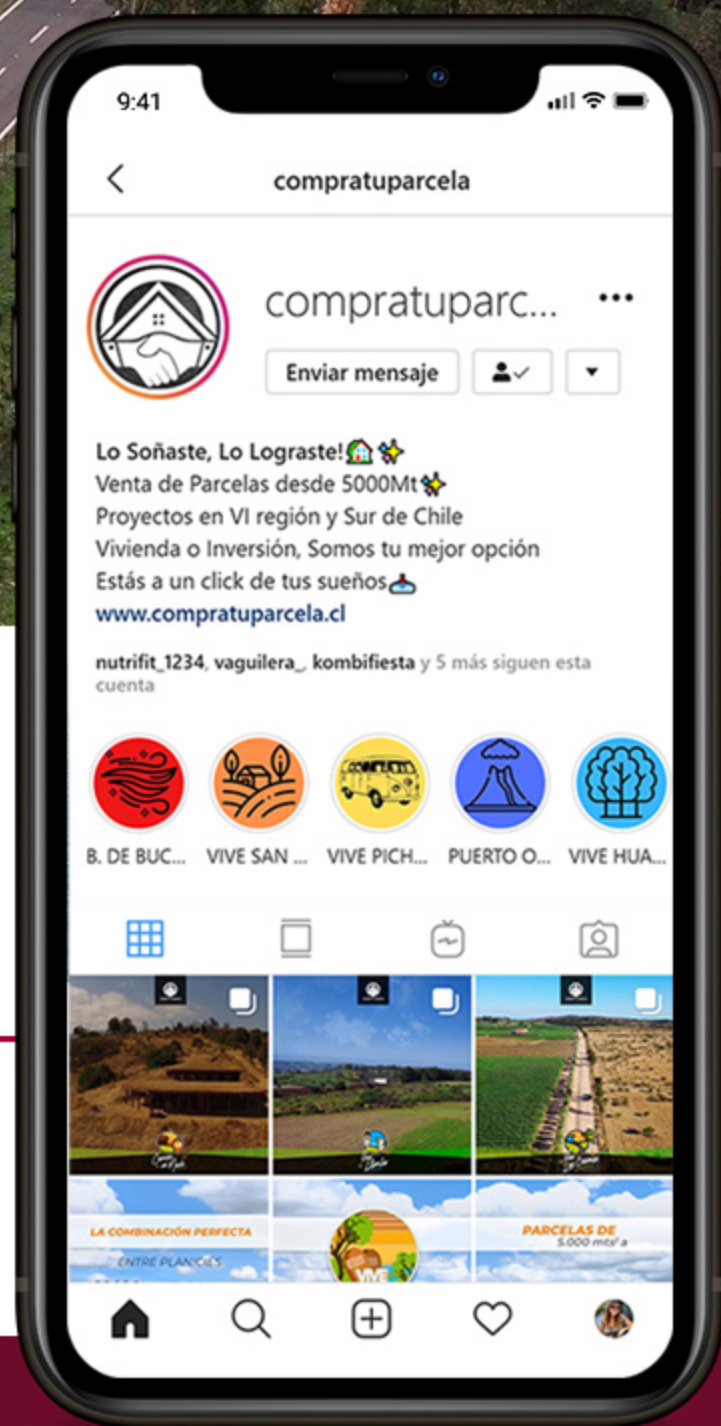 9:41
compratuparcela
compratuparc...
Enviar mensaje
Lo Soñaste, Lo Lograste!
Venta de Parcelas desde 5000Mt
Proyectos en VI región y Sur de Chile
Vivienda o Inversión, Somos tu mejor opción
Estás a un click de tus sueños
www.compratuparcela.cl
nutrifit_1234, vaguilera_, kombifiesta y 5 más siguen esta
cuenta
B. DE BUC... VIVE SAN ... VIVE PICH... PUERTO O... VIVE HUA...
LA COMBINACIÓN PERFECTA
ENTRE PLANICIES
VIVE
PARCELAS DE
5.000 mts² a